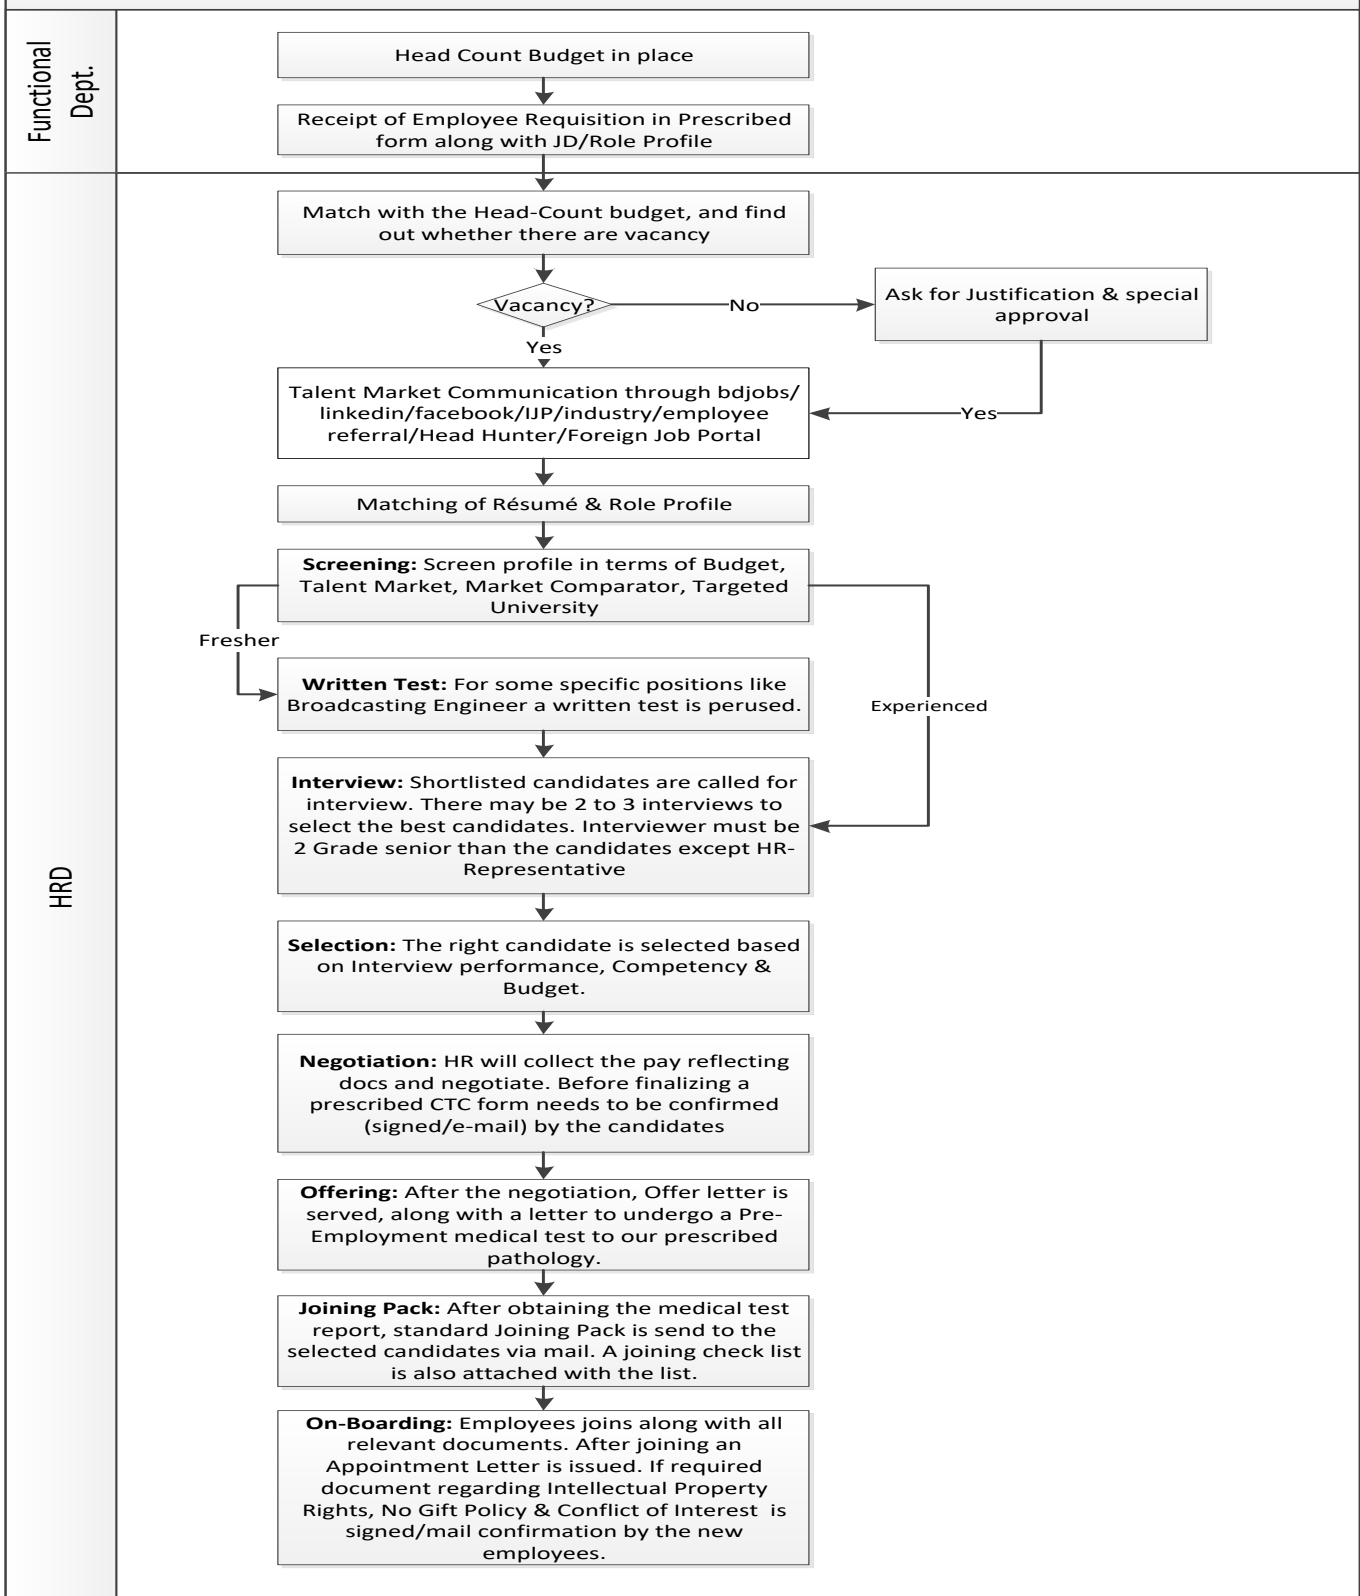 Functional
Dept.
Head Count Budget in place
Receipt of Employee Requisition in Prescribed
form along with JD/Role Profile
HRD
Match with the Head-Count budget, and find
out whether there are vacancy
Vacancy?
No
Ask for Justification & special
approval
Yes
Yes
Talent Market Communication through bdjobs/
linkedin/facebook/IJP/industry/employee
referral/Head Hunter/Foreign Job Portal
Matching of Résumé & Role Profile
Screening: Screen profile in terms of Budget,
Talent Market, Market Comparator, Targeted
University
Fresher
Experienced
Written Test: For some specific positions like
Broadcasting Engineer a written test is perused.
Interview: Shortlisted candidates are called for
interview. There may be 2 to 3 interviews to
select the best candidates. Interviewer must be
2 Grade senior than the candidates except HR-
Representative
Selection: The right candidate is selected based
on Interview performance, Competency &
Budget.
Negotiation: HR will collect the pay reflecting
docs and negotiate. Before finalizing a
prescribed CTC form needs to be confirmed
(signed/e-mail) by the candidates
Offering: After the negotiation, Offer letter is
served, along with a letter to undergo a Pre-
Employment medical test to our prescribed
pathology.
Joining Pack: After obtaining the medical test
report, standard Joining Pack is send to the
selected candidates via mail. A joining check list
is also attached with the list.
On-Boarding: Employees joins along with all
relevant documents. After joining an
Appointment Letter is issued. If required
document regarding Intellectual Property
Rights, No Gift Policy & Conflict of Interest is
signed/mail confirmation by the new
employees.